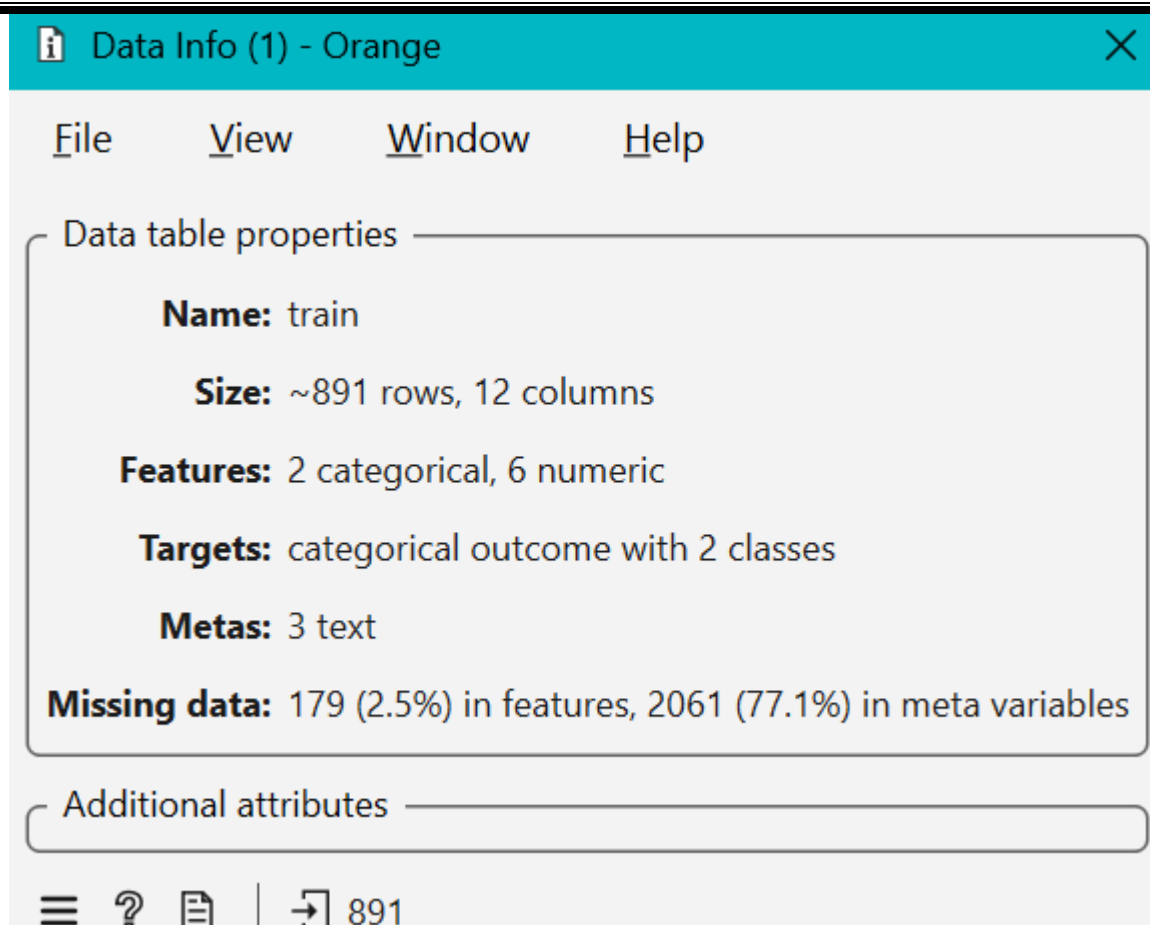 Data Info (1) - Orange
File View Window Help
Data table properties
Name: train
Size: ~891 rows, 12 columns
Features: 2 categorical, 6 numeric
Targets: categorical outcome with 2 classes
Metas: 3 text
Missing data: 179 (2.5%) in features, 2061 (77.1%) in meta variables
Additional attributes
891